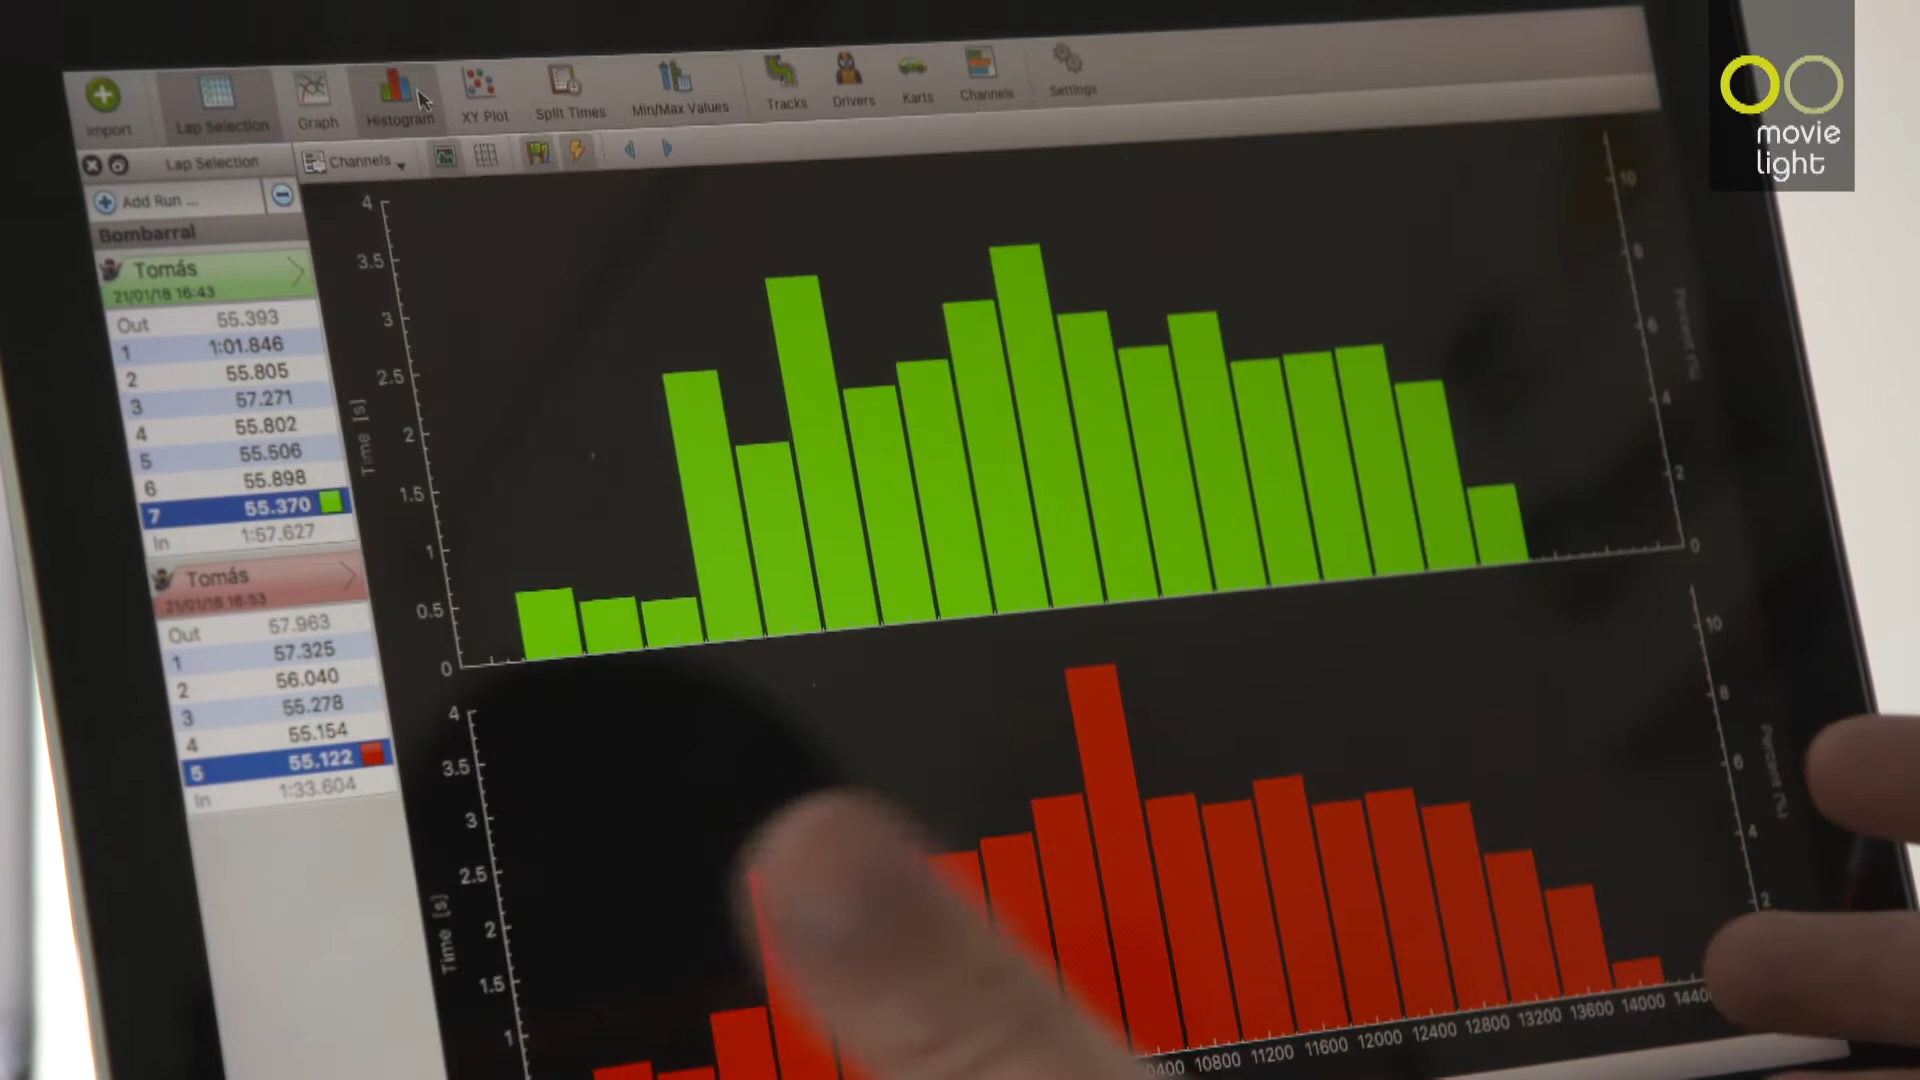 movie
light
Import
Lap Selection
Graph
Histogram
XY Plot
Split Times
Min/Max Values
Tracks
Drivers
Karts
Channels
Settings
Lap Selection
Channels
Add Run ...
Bombarral
Tomás
21/01/18 16:43
Out 55.393
1 1:01.846
2 55.805
3 57.271
4 55.802
5 55.506
6 55.898
7 55.370
In 1:57.627
Tomás
21/01/18 16:53
Out 57.963
1 57.325
2 56.040
3 55.278
4 55.154
5 55.122
In 1:33.604
4
3.5
3
2.5
2
1.5
1
0.5
0
Time [s]
10
8
6
4
2
0
Percent [%]
4
3.5
3
2.5
2
1.5
1
Time [s]
10
8
6
4
2
Percent [%]
10800 11200 11600 12000 12400 12800 13200 13600 14000